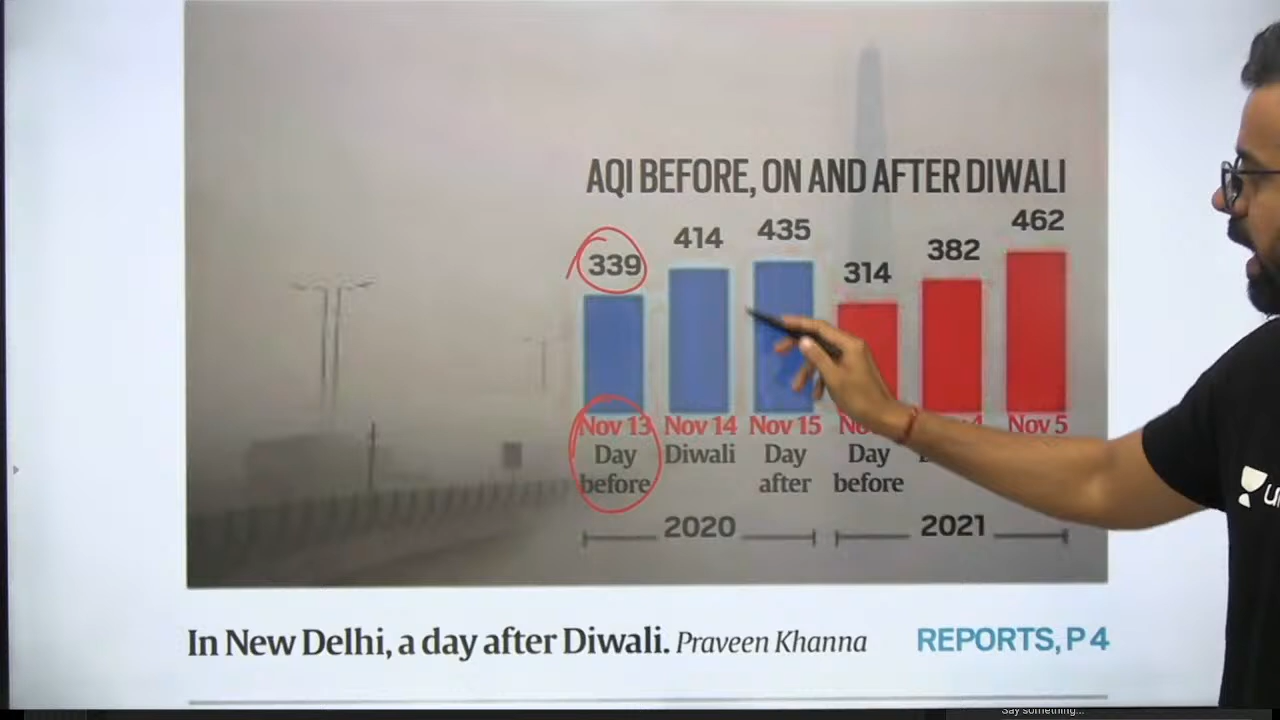 AQI BEFORE, ON AND AFTER DIWALI
339
414
435
314
382
462
Nov 13
Day
before
Nov 14
Diwali
Nov 15
Day
after
Day
before
Nov 5
2020
2021
In New Delhi, a day after Diwali. Praveen Khanna
REPORTS, P 4
Say something...